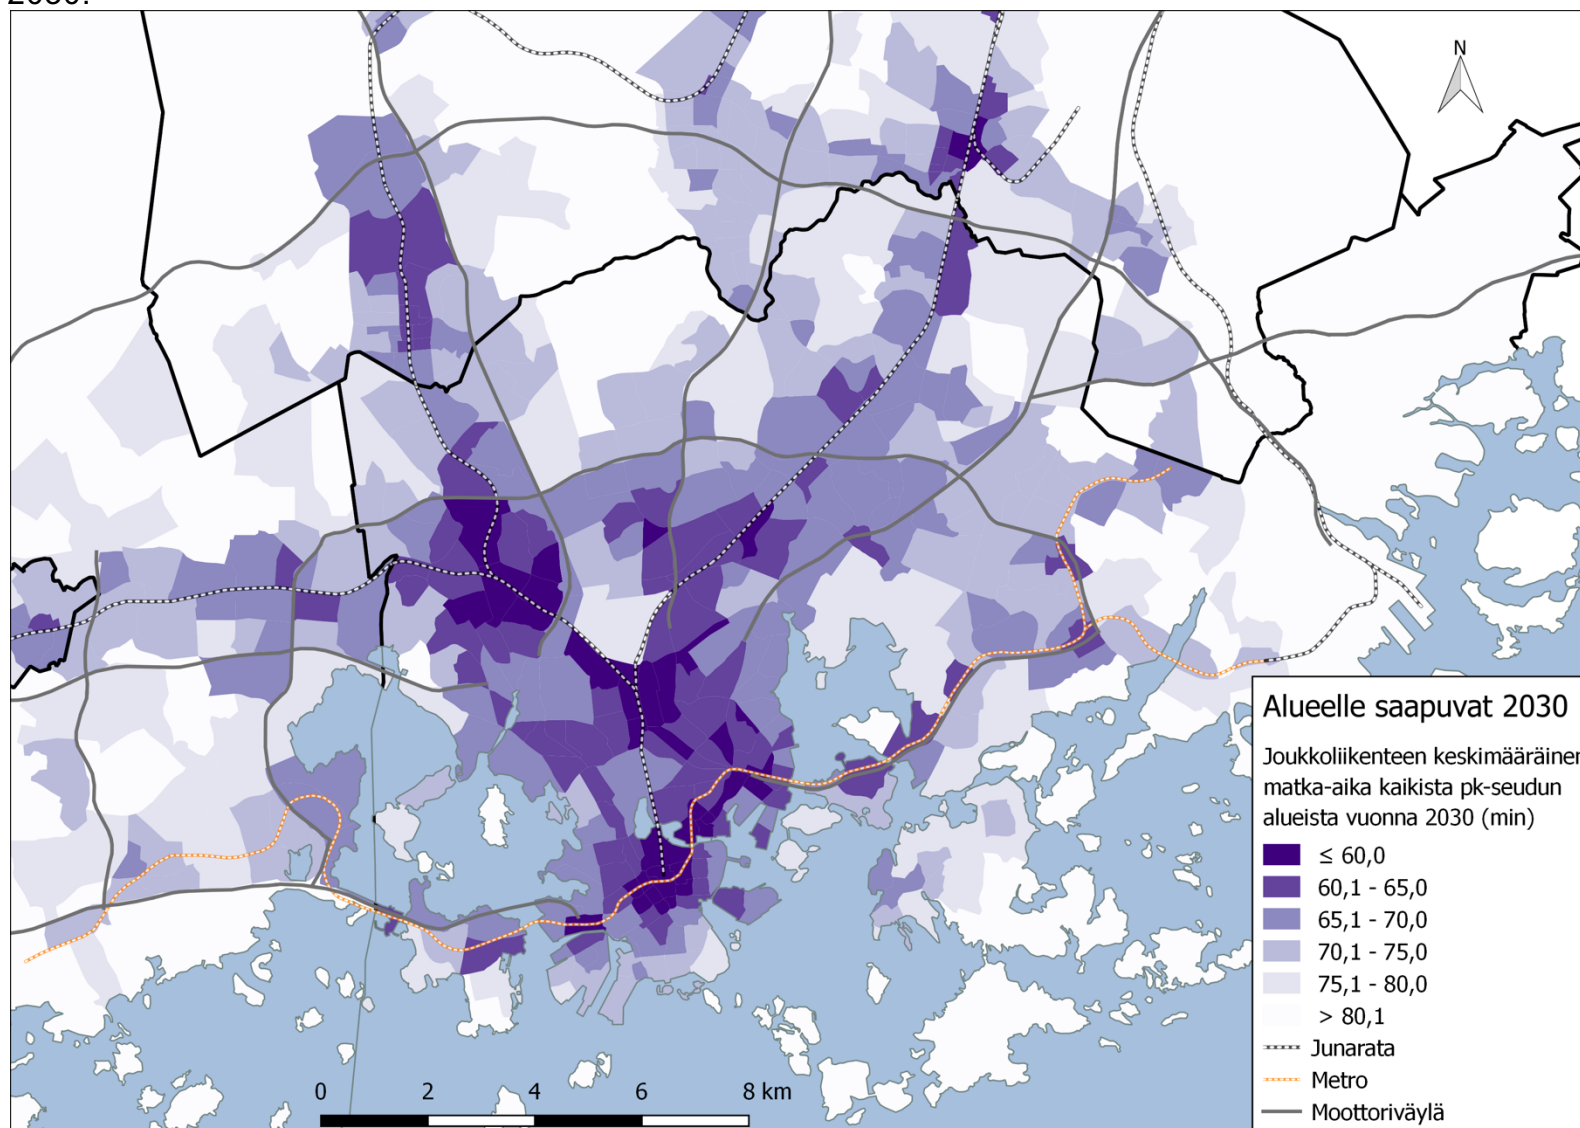 2030.
N
Alueelle saapuvat 2030
Joukkoliikenteen keskimääräinen
matka-aika kaikista pk-seudun
alueista vuonna 2030 (min)
≤ 60,0
60,1 - 65,0
65,1 - 70,0
70,1 - 75,0
75,1 - 80,0
> 80,1
Junarata
Metro
Moottoriväylä
0 2 4 6 8 km